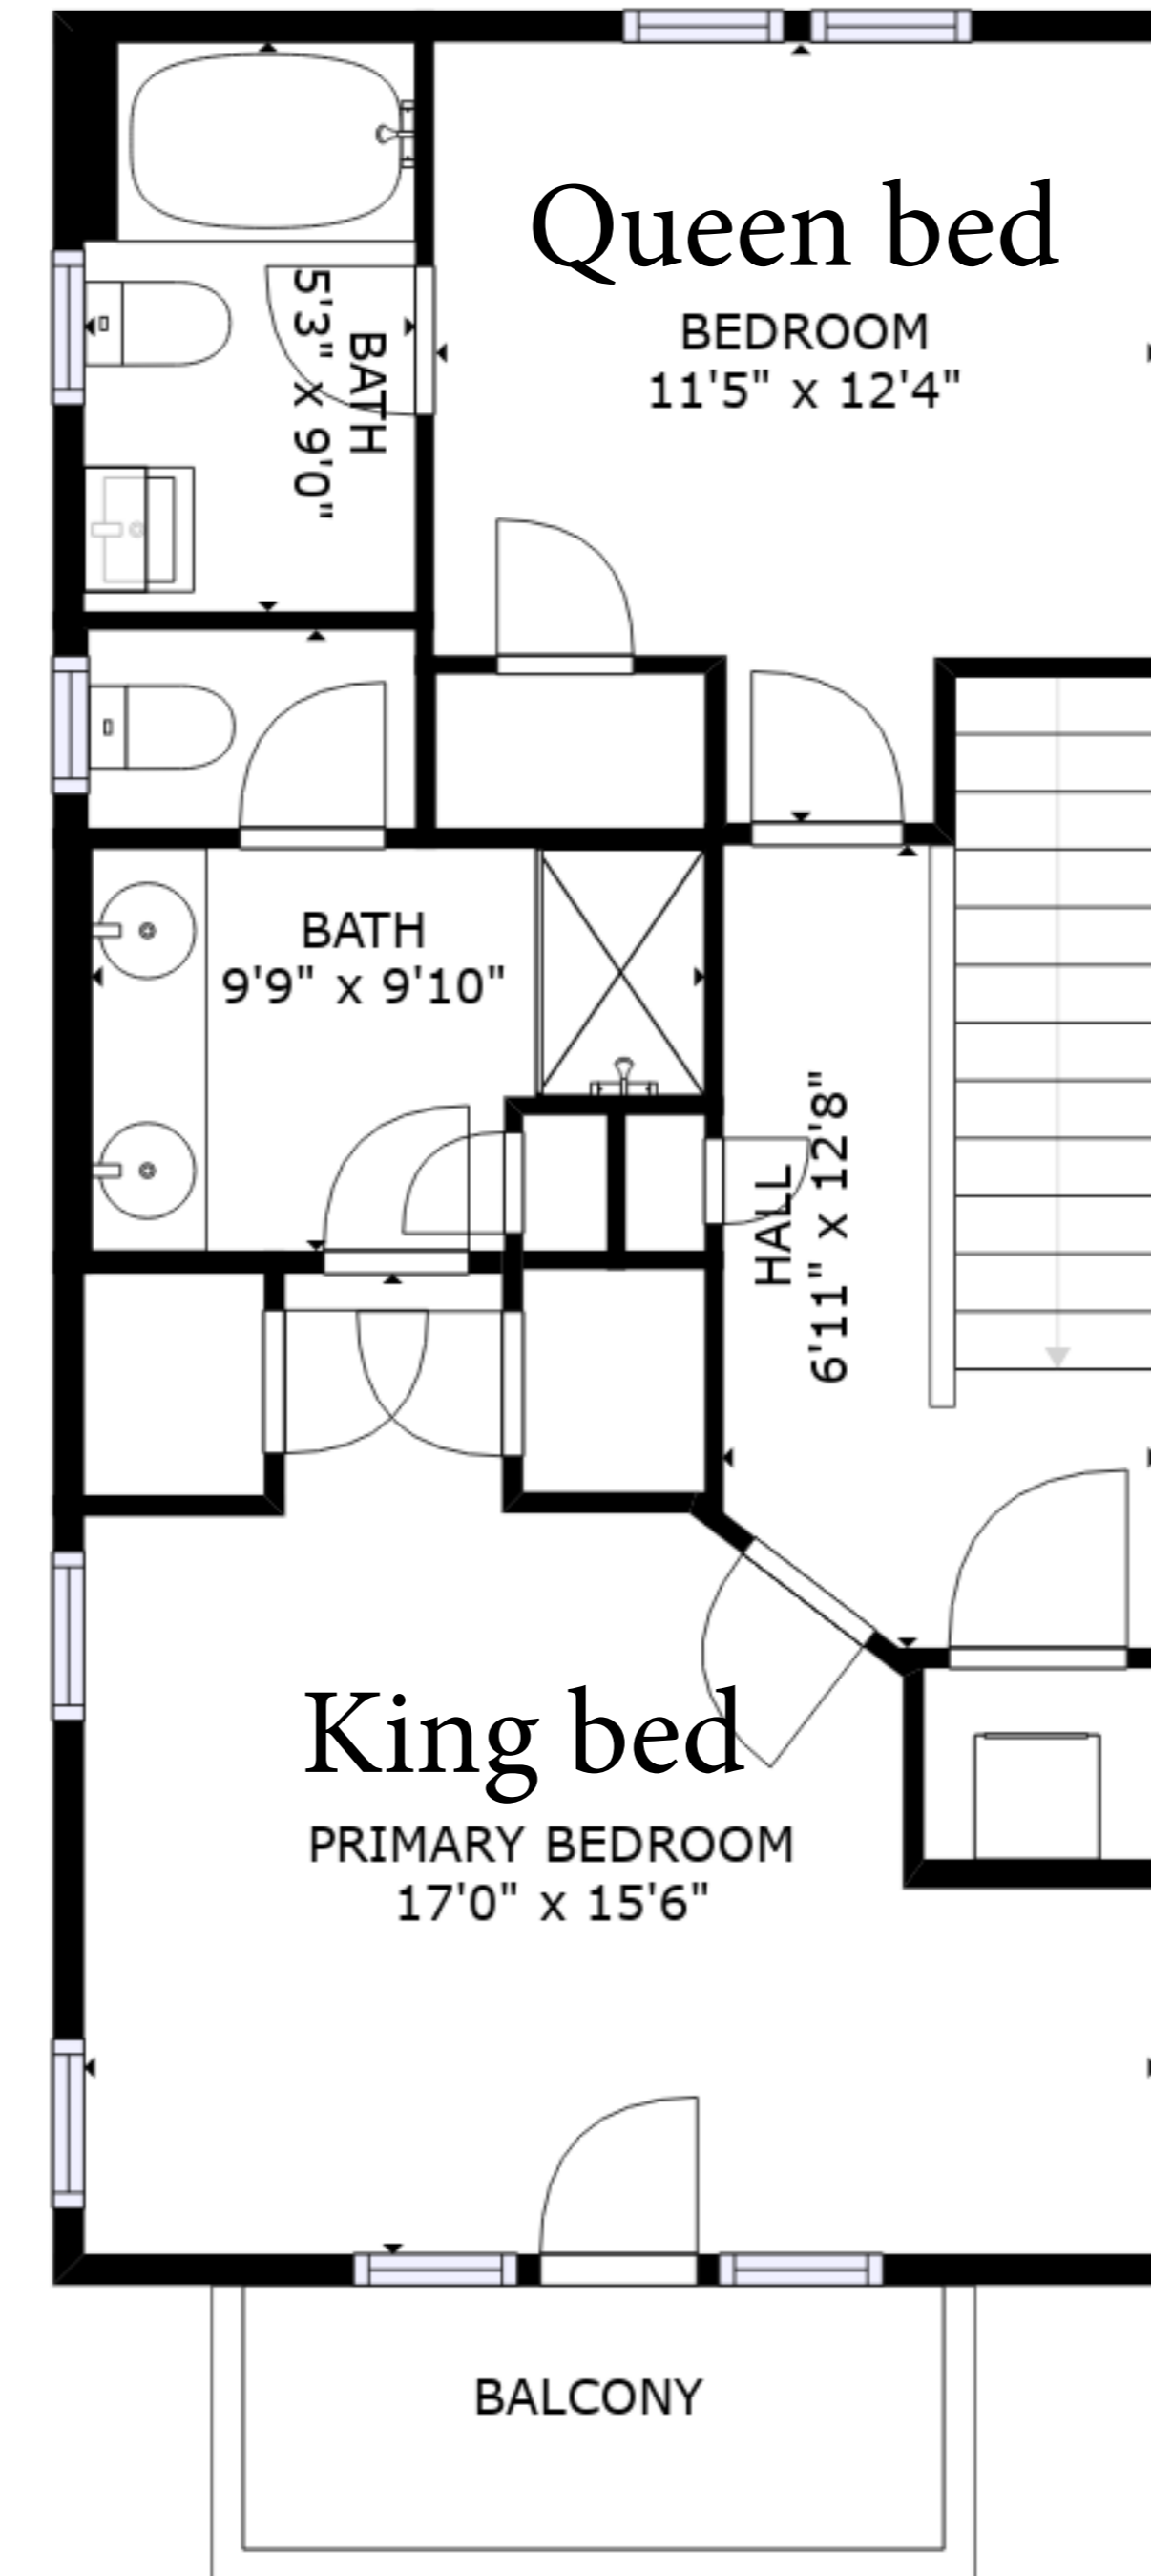 Queen bed
BEDROOM
11'5" x 12'4"
BATH
5'3" x 9'0"
BATH
9'9" x 9'10"
HALL
6'11" x 12'8"
King bed
PRIMARY BEDROOM
17'0" x 15'6"
BALCONY